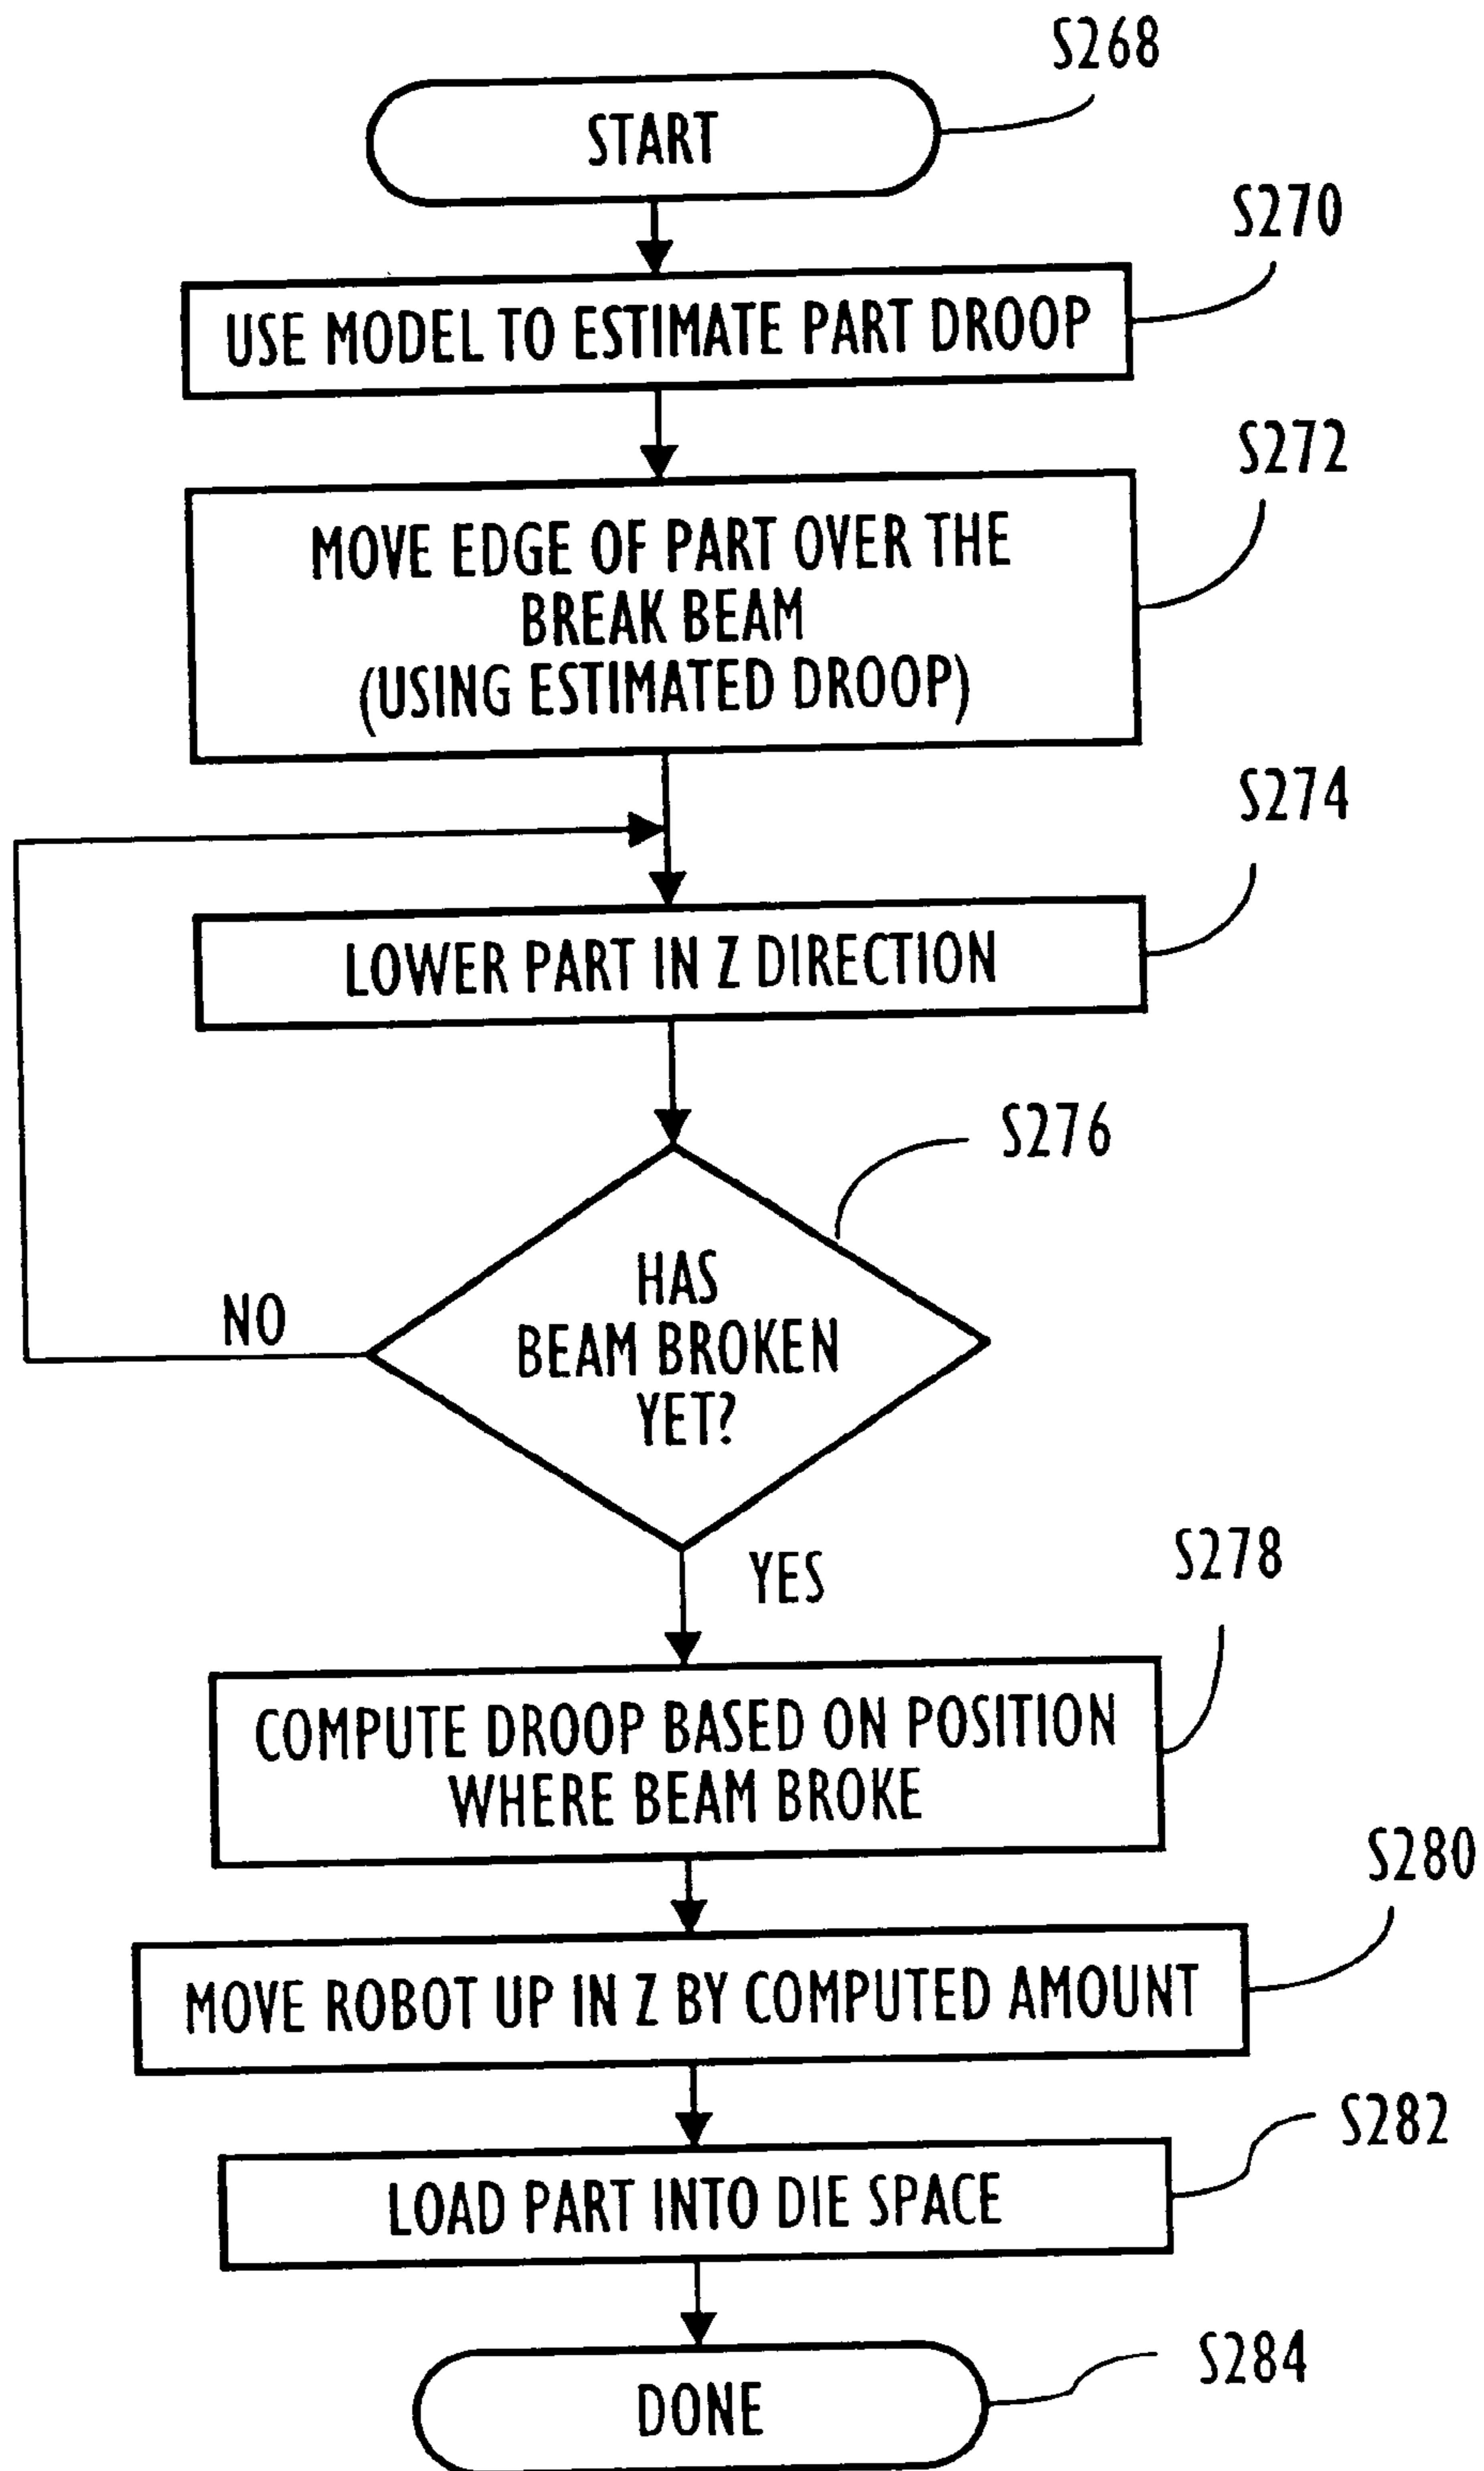 S268
START
S270
USE MODEL TO ESTIMATE PART DROOP
S272
MOVE EDGE OF PART OVER THE
BREAK BEAM
(USING ESTIMATED DROOP)
S274
LOWER PART IN Z DIRECTION
S276
HAS
BEAM BROKEN
YET?
NO
YES
S278
COMPUTE DROOP BASED ON POSITION
WHERE BEAM BROKE
S280
MOVE ROBOT UP IN Z BY COMPUTED AMOUNT
S282
LOAD PART INTO DIE SPACE
S284
DONE